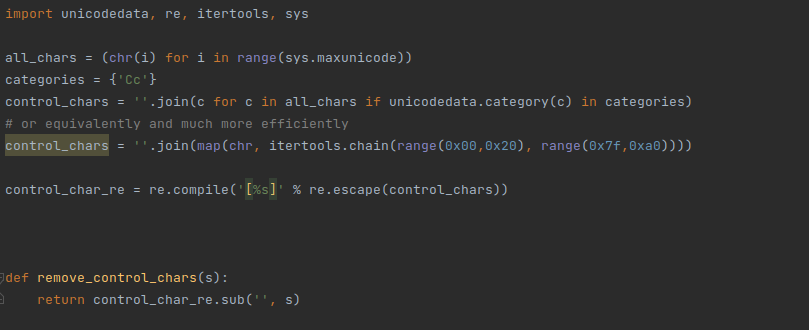 import unicodedata, re, itertools, sys
all_chars = (chr(i) for i in range(sys.maxunicode))
categories = {'Cc'}
control_chars = ''.join(c for c in all_chars if unicodedata.category(c) in categories)
# or equivalently and much more efficiently
control_chars = ''.join(map(chr, itertools.chain(range(0x00,0x20), range(0x7f,0xa0))))
control_char_re = re.compile('[%s]' % re.escape(control_chars))
def remove_control_chars(s):
    return control_char_re.sub('', s)